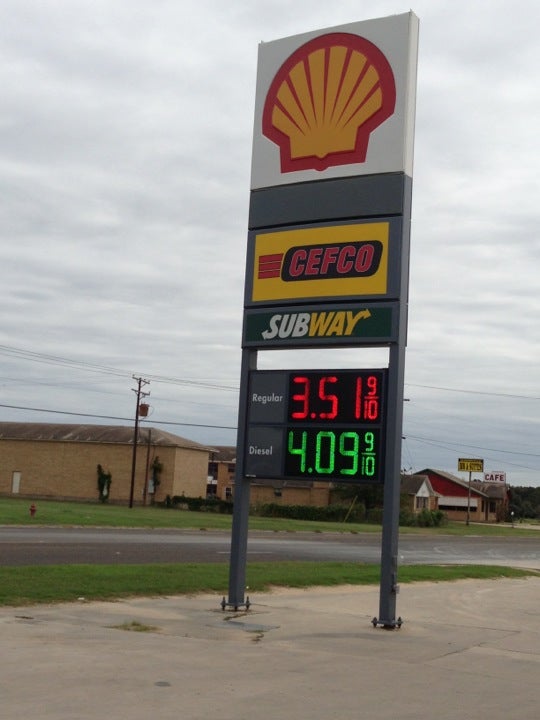 CEFCO
SUBWAY
Regular 3.51 9/10
Diesel 4.09 9/10
CAFE